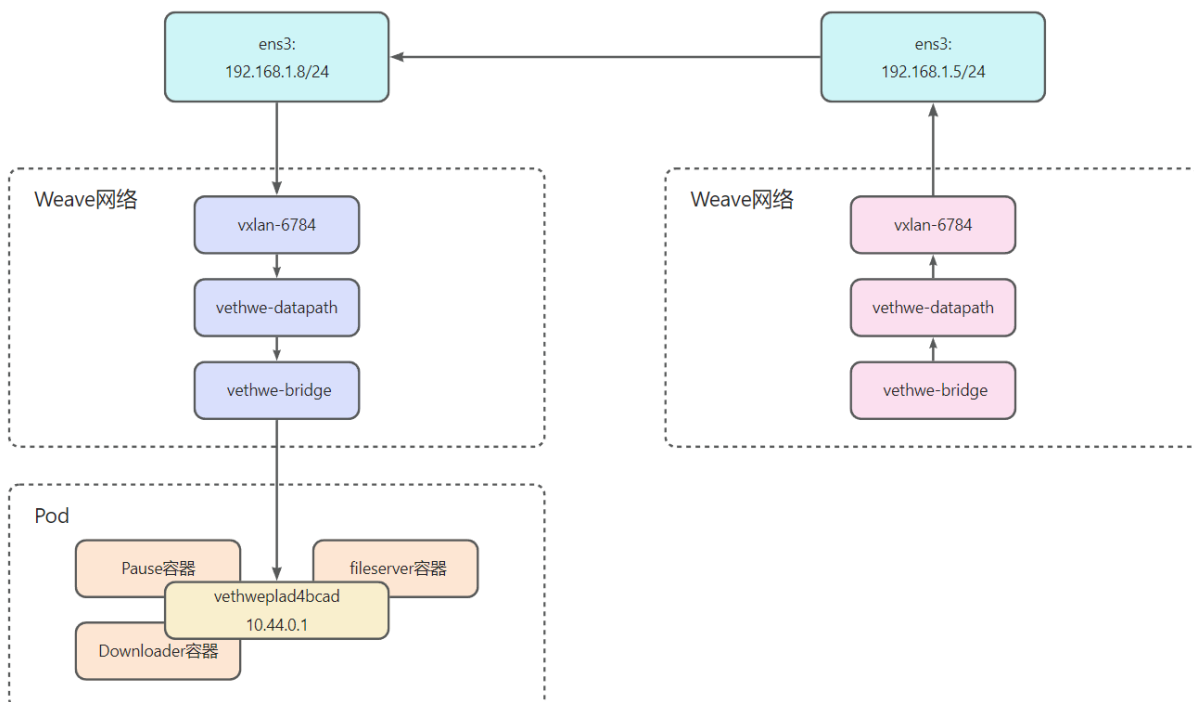 ens3:
192.168.1.8/24
ens3:
192.168.1.5/24
Weave网络
vxlan-6784
vethwe-datapath
vethwe-bridge
Weave网络
vxlan-6784
vethwe-datapath
vethwe-bridge
Pod
Pause容器
fileserver容器
vethweplad4bcad
10.44.0.1
Downloader容器